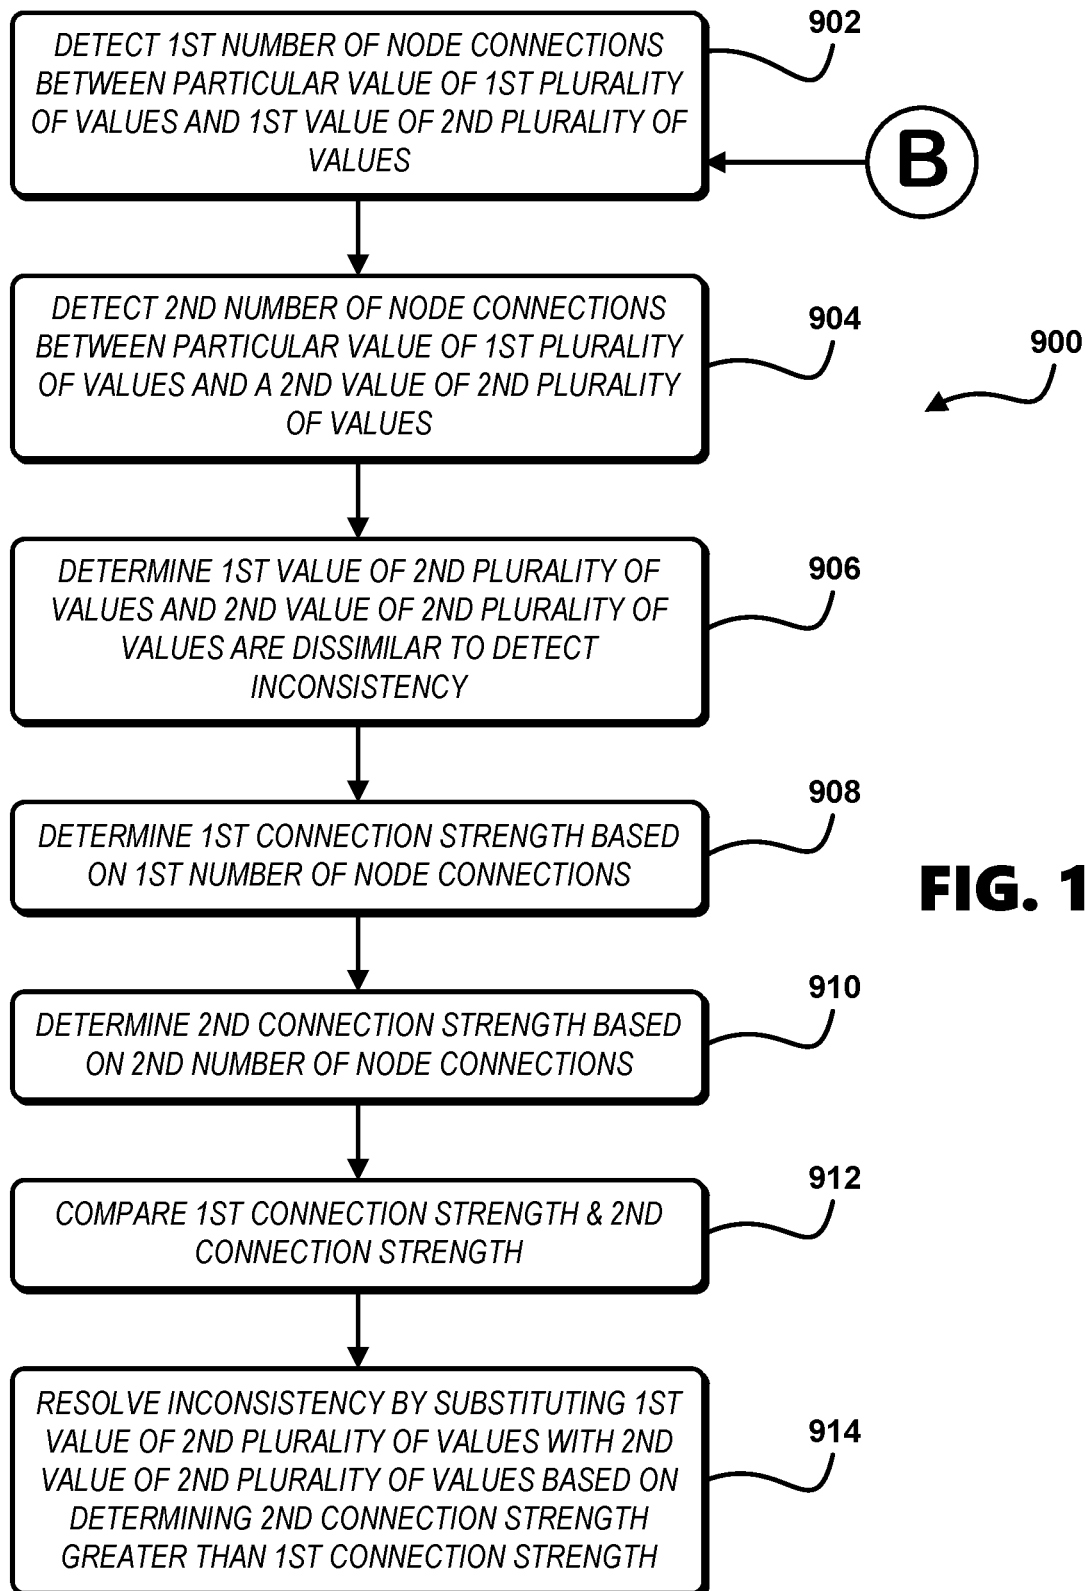 DETECT 1ST NUMBER OF NODE CONNECTIONS
BETWEEN PARTICULAR VALUE OF 1ST PLURALITY
OF VALUES AND 1ST VALUE OF 2ND PLURALITY OF
VALUES
902
B
DETECT 2ND NUMBER OF NODE CONNECTIONS
BETWEEN PARTICULAR VALUE OF 1ST PLURALITY
OF VALUES AND A 2ND VALUE OF 2ND PLURALITY
OF VALUES
904
900
DETERMINE 1ST VALUE OF 2ND PLURALITY OF
VALUES AND 2ND VALUE OF 2ND PLURALITY OF
VALUES ARE DISSIMILAR TO DETECT
INCONSISTENCY
906
DETERMINE 1ST CONNECTION STRENGTH BASED
ON 1ST NUMBER OF NODE CONNECTIONS
908
FIG. 1
DETERMINE 2ND CONNECTION STRENGTH BASED
ON 2ND NUMBER OF NODE CONNECTIONS
910
COMPARE 1ST CONNECTION STRENGTH & 2ND
CONNECTION STRENGTH
912
RESOLVE INCONSISTENCY BY SUBSTITUTING 1ST
VALUE OF 2ND PLURALITY OF VALUES WITH 2ND
VALUE OF 2ND PLURALITY OF VALUES BASED ON
DETERMINING 2ND CONNECTION STRENGTH
GREATER THAN 1ST CONNECTION STRENGTH
914